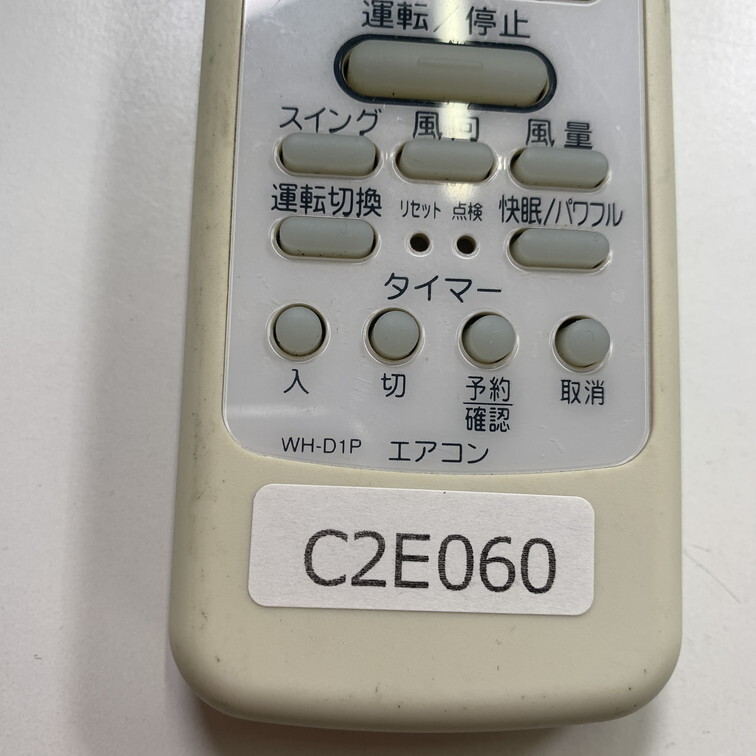 運転/停止
スイング 風向 風量
運転切換 リセット 点検 快眠/パワフル
タイマー
入 切 予約 取消
確認
WH-D1P エアコン
C2E060